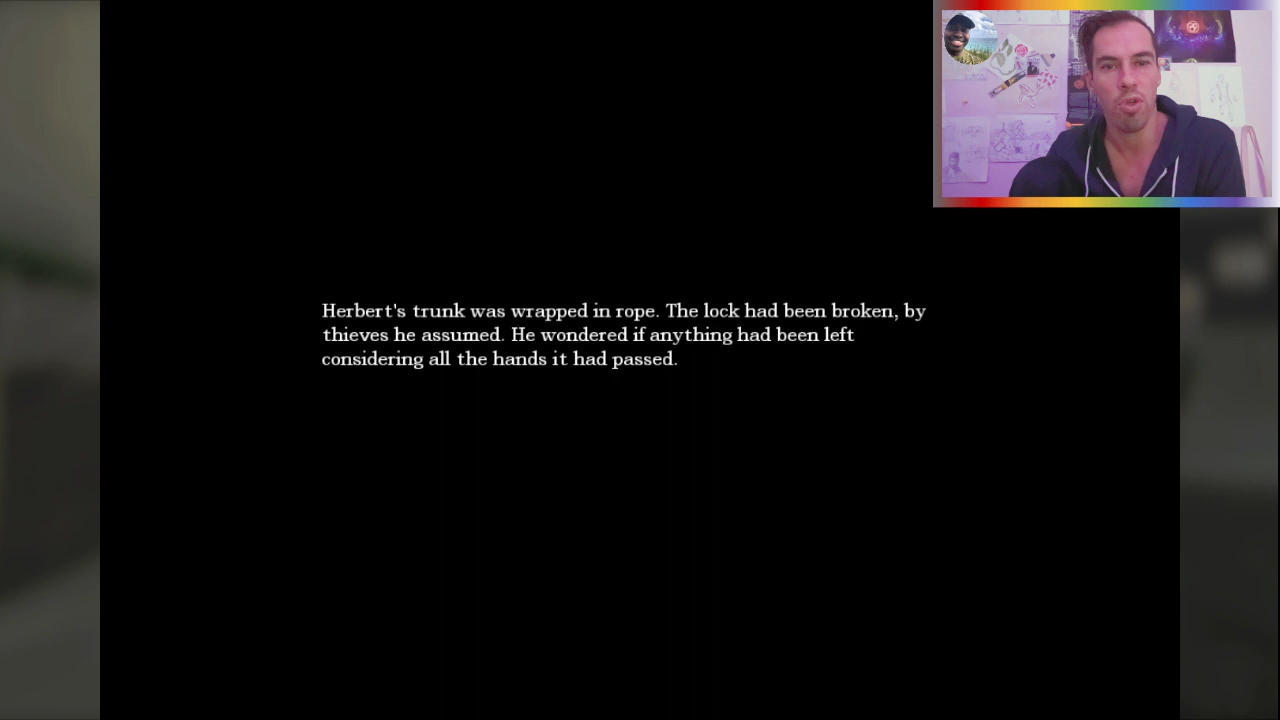 Herbert's trunk was wrapped in rope. The lock had been broken, by
thieves he assumed. He wondered if anything had been left
considering all the hands it had passed.